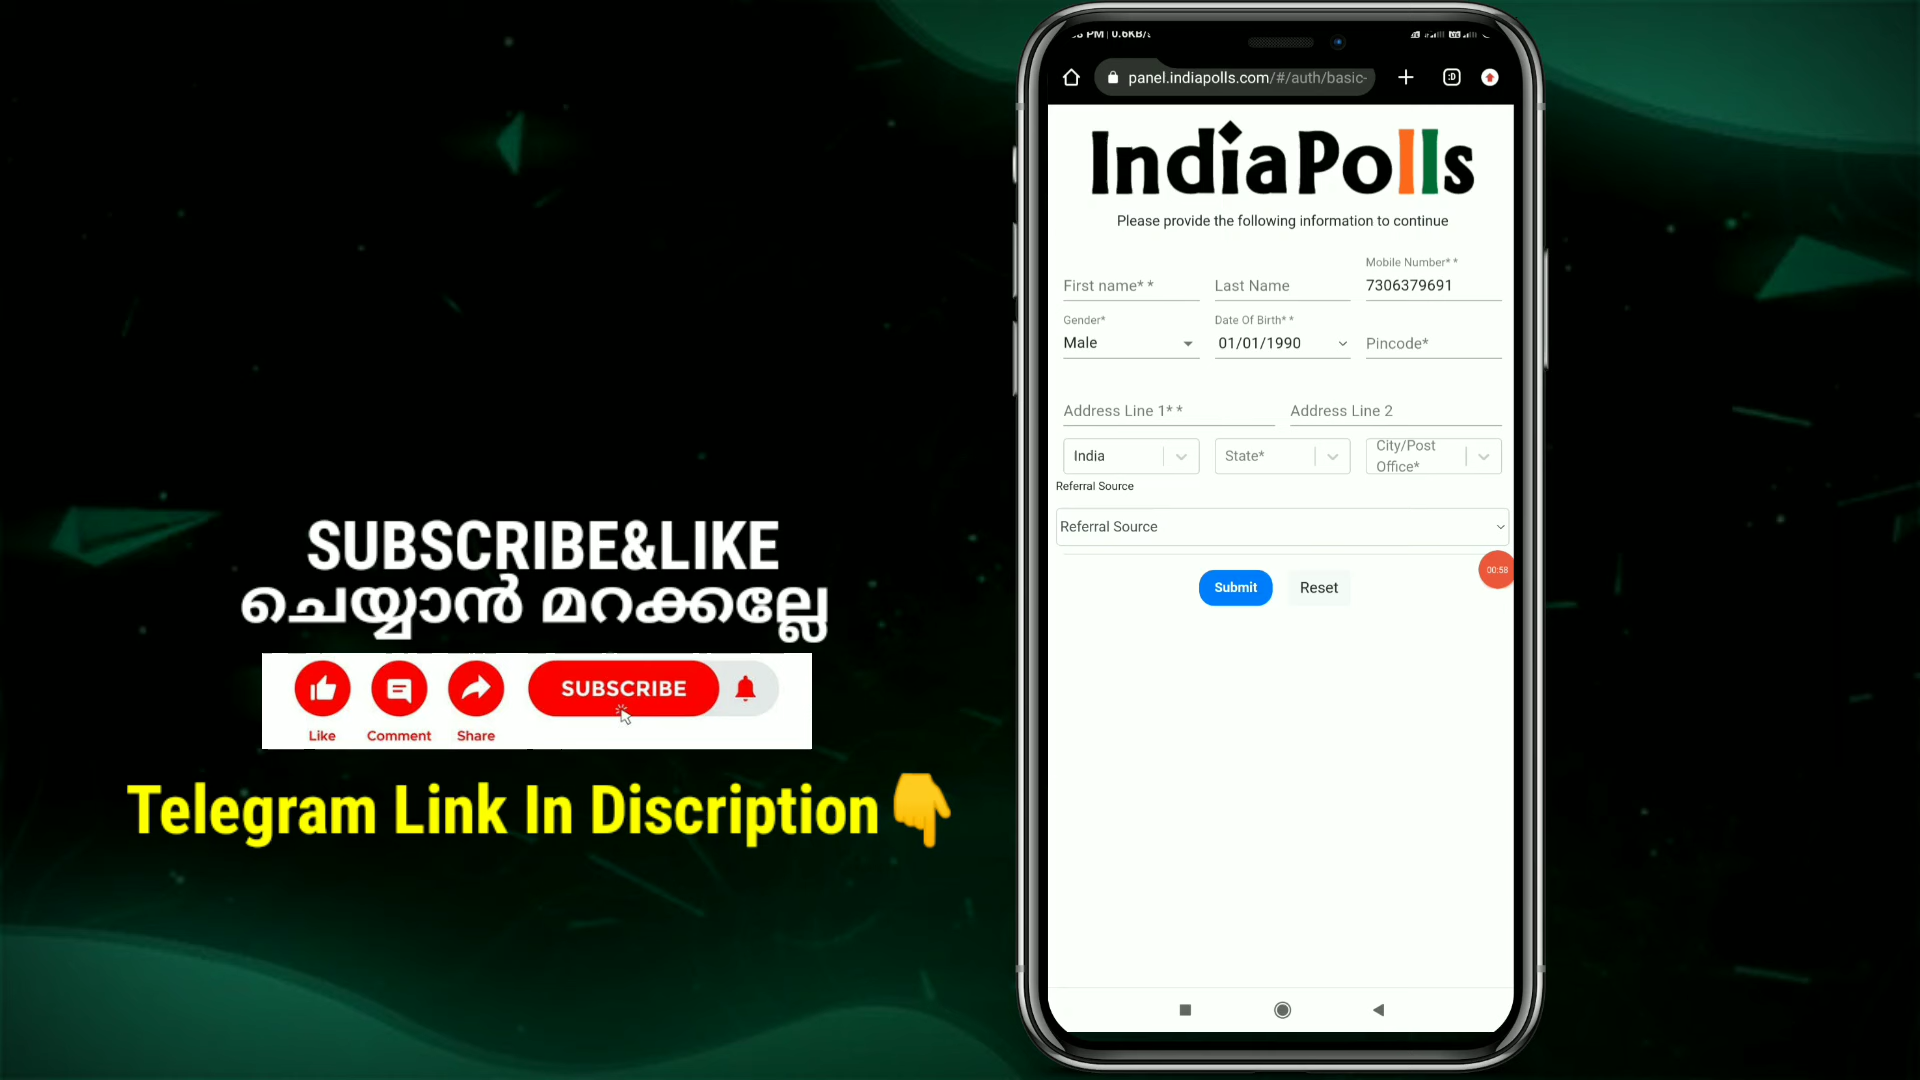 SUBSCRIBE&LIKE
ചെയ്യാൻ മറക്കല്ലേ
SUBSCRIBE
Like Comment Share
Telegram Link In Discription
PM | 0.6KB/s
panel.indiapolls.com/#/auth/basic-
:D
IndiaPolls
Please provide the following information to continue
Mobile Number* *
First name* * Last Name 7306379691
Gender* Date Of Birth* *
Male 01/01/1990 Pincode*
Address Line 1* * Address Line 2
India State* City/Post
Office*
Referral Source
Referral Source
00:58
Submit Reset